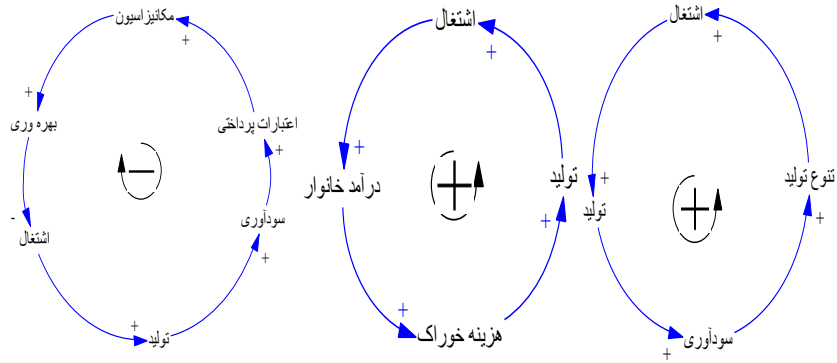 اشتغال
+
تنوع تولید
+
تولید
+
+
سودآوری
+
اشتغال
+
+
درآمد خانوار
+
تولید
+
+
هزینه خوراک
مکانیزاسیون
+
+
بهره وری
اعتبارات پرداختی
+
−
-
اشتغال
سودآوری
+
+
تولید